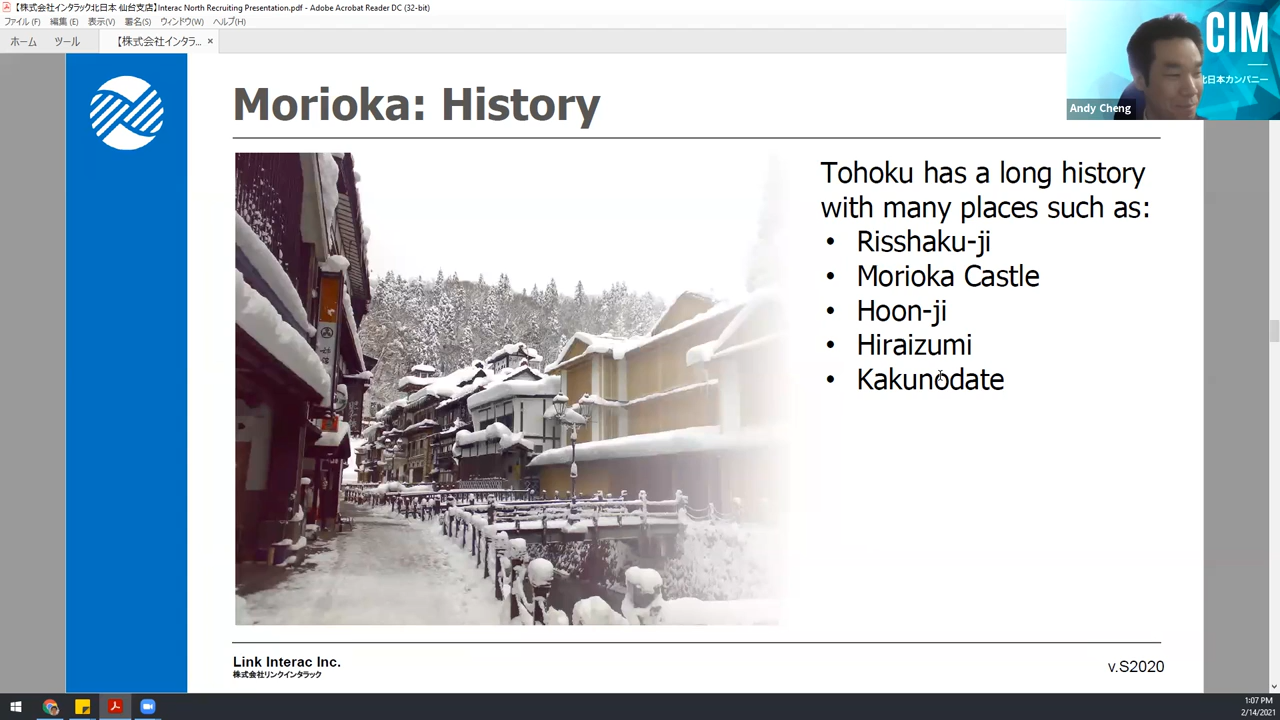 【株式会社インタラック北日本 仙台支店】Interac North Recruiting Presentation.pdf - Adobe Acrobat Reader DC (32-bit)
ファイル(F) 編集(E) 表示(V) 署名(S) ウィンドウ(W) ヘルプ(H)
ホーム ツール 【株式会社インタラ... ×
CIM
北日本カンパニー
Andy Cheng
Morioka: History
Tohoku has a long history
with many places such as:
• Risshaku-ji
• Morioka Castle
• Hoon-ji
• Hiraizumi
• Kakunodate
Link Interac Inc.
株式会社リンクインタラック
v.S2020
1:07 PM
2/14/2021